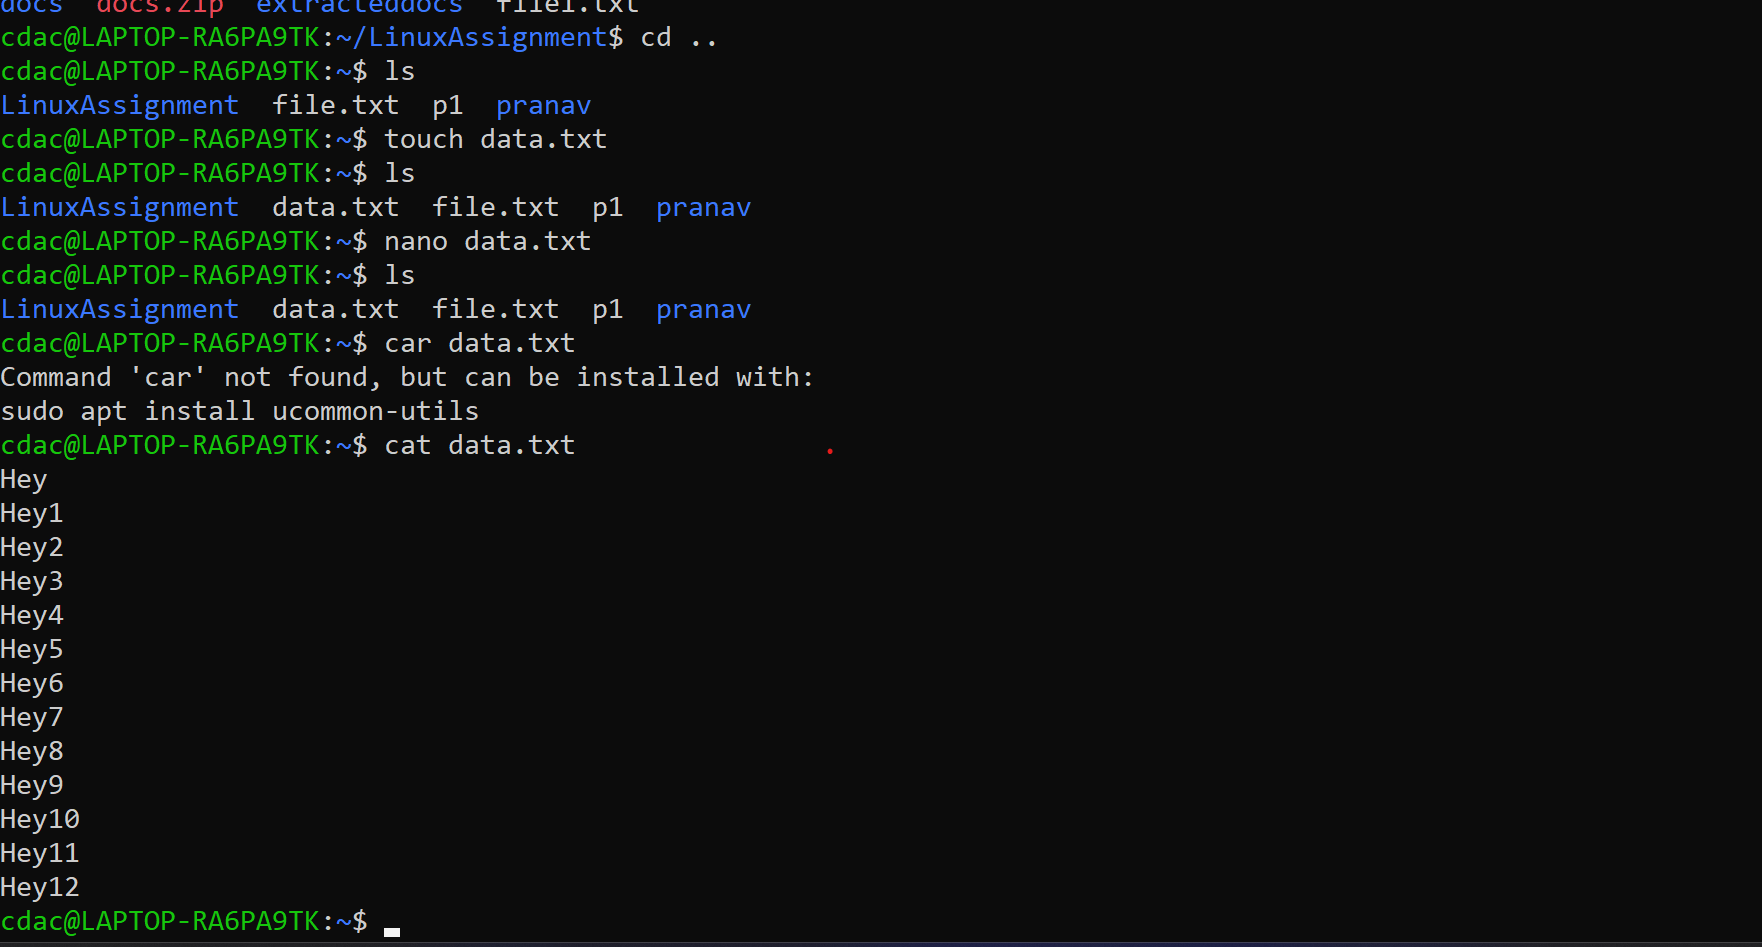 docs  docs.zip  extracteddocs  file1.txt
cdac@LAPTOP-RA6PA9TK:~/LinuxAssignment$ cd ..
cdac@LAPTOP-RA6PA9TK:~$ ls
LinuxAssignment  file.txt  p1  pranav
cdac@LAPTOP-RA6PA9TK:~$ touch data.txt
cdac@LAPTOP-RA6PA9TK:~$ ls
LinuxAssignment  data.txt  file.txt  p1  pranav
cdac@LAPTOP-RA6PA9TK:~$ nano data.txt
cdac@LAPTOP-RA6PA9TK:~$ ls
LinuxAssignment  data.txt  file.txt  p1  pranav
cdac@LAPTOP-RA6PA9TK:~$ car data.txt
Command 'car' not found, but can be installed with:
sudo apt install ucommon-utils
cdac@LAPTOP-RA6PA9TK:~$ cat data.txt
Hey
Hey1
Hey2
Hey3
Hey4
Hey5
Hey6
Hey7
Hey8
Hey9
Hey10
Hey11
Hey12
cdac@LAPTOP-RA6PA9TK:~$